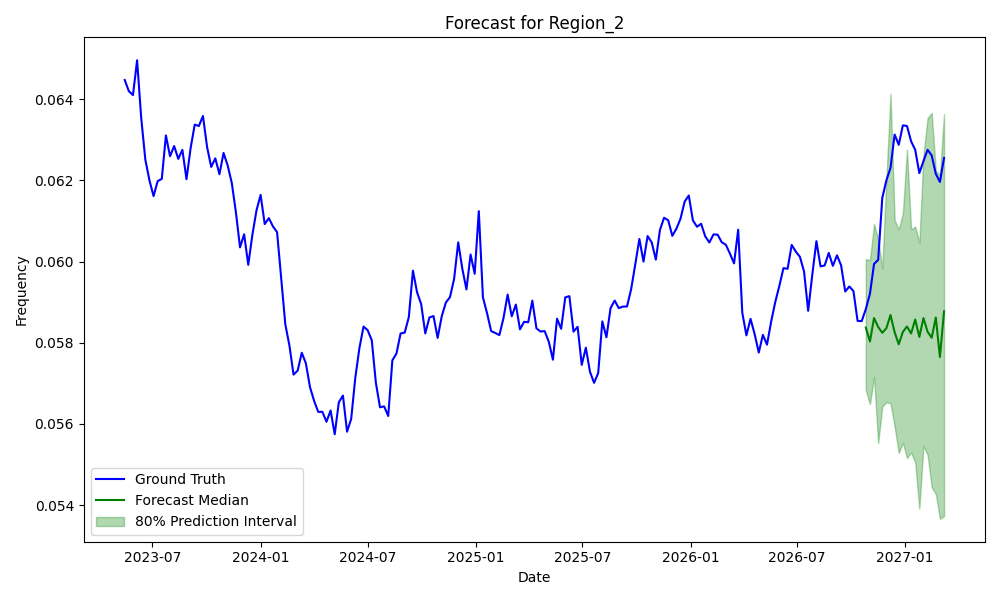 Forecast for Region_2
Frequency
0.064
0.062
0.060
0.058
0.056
0.054
Ground Truth
Forecast Median
80% Prediction Interval
2023-07 2024-01 2024-07 2025-01 2025-07 2026-01 2026-07 2027-01
Date